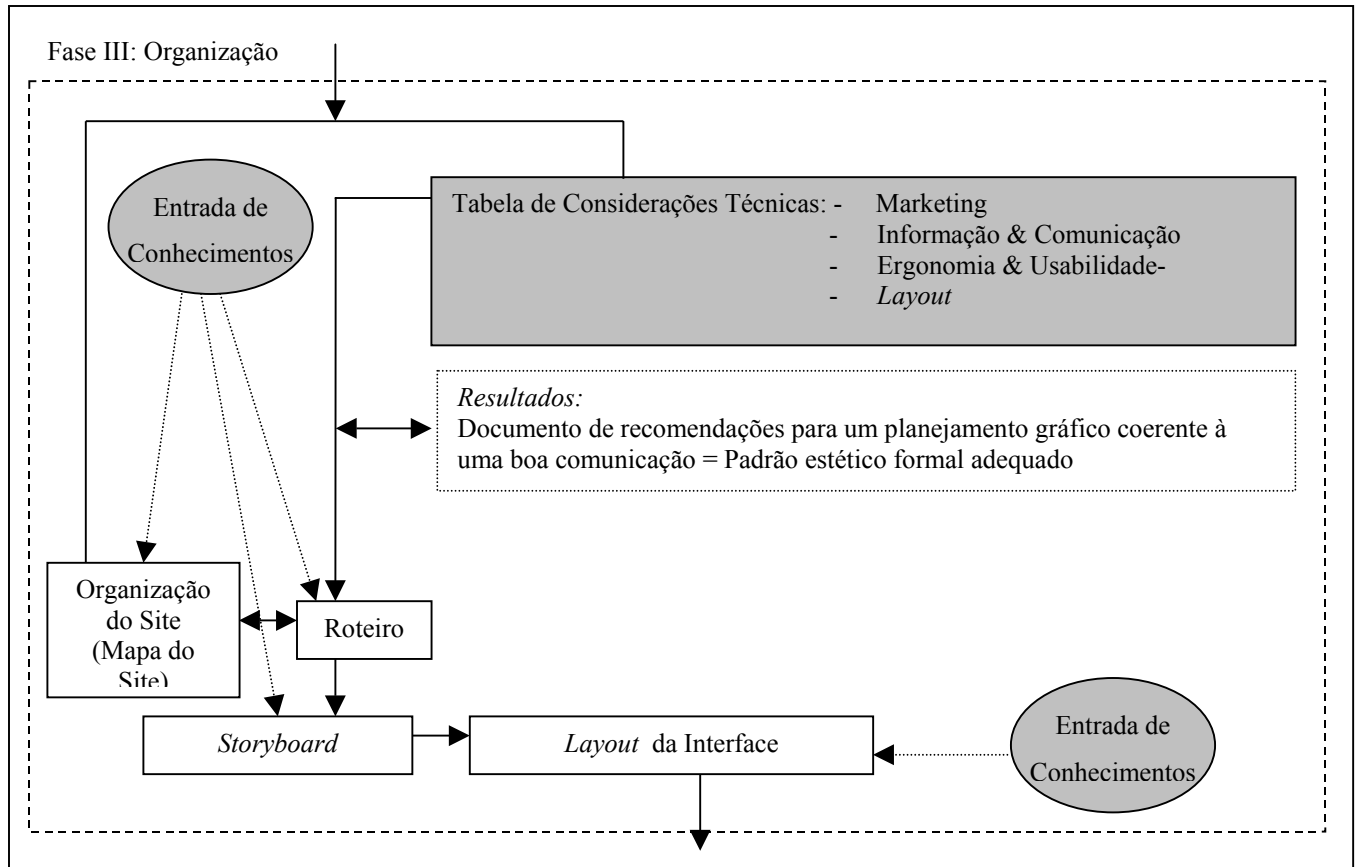 Fase III: Organização
Entrada de
Conhecimentos
Tabela de Considerações Técnicas: - Marketing
- Informação & Comunicação
- Ergonomia & Usabilidade-
- Layout
Resultados:
Documento de recomendações para um planejamento gráfico coerente à
uma boa comunicação = Padrão estético formal adequado
Organização
do Site
(Mapa do
Site)
Roteiro
Storyboard
Layout da Interface
Entrada de
Conhecimentos